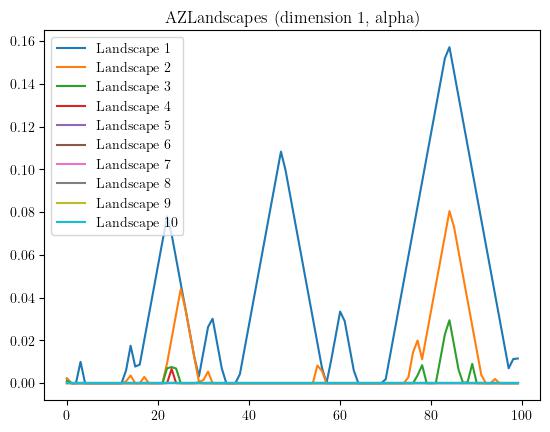 AZLandscapes (dimension 1, alpha)
0.16
0.14
0.12
0.10
0.08
0.06
0.04
0.02
0.00
Landscape 1
Landscape 2
Landscape 3
Landscape 4
Landscape 5
Landscape 6
Landscape 7
Landscape 8
Landscape 9
Landscape 10
0 20 40 60 80 100